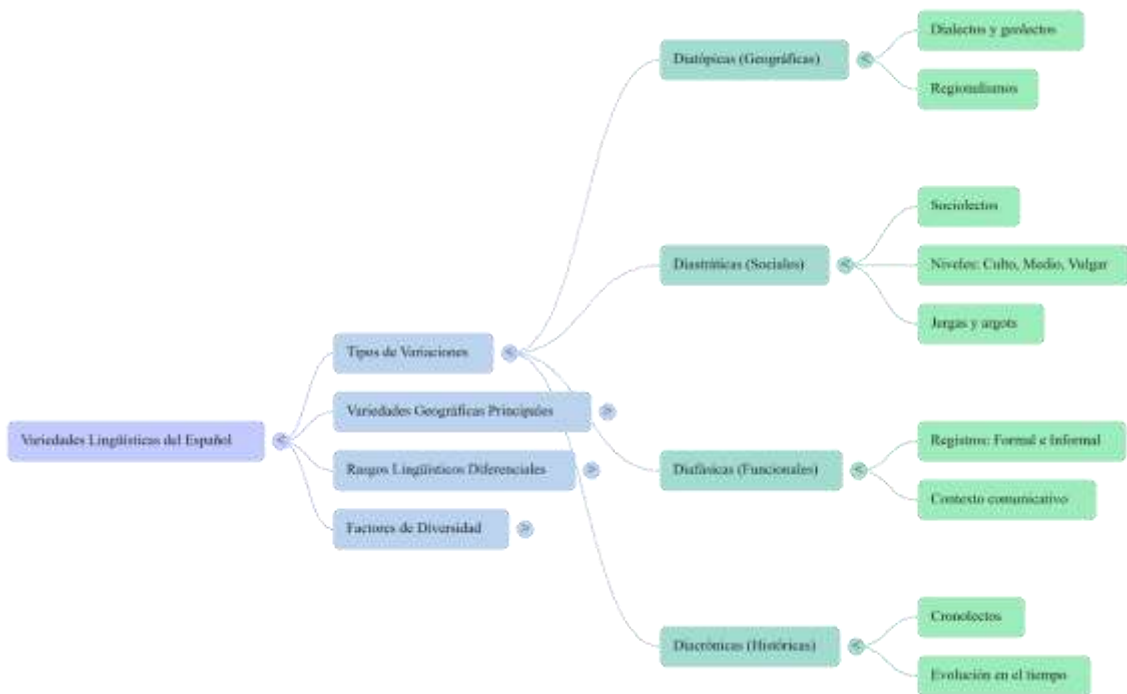 Variedades Lingüísticas del Español
Tipos de Variaciones
Variedades Geográficas Principales
Rasgos Lingüísticos Diferenciales
Factores de Diversidad
Diatópicas (Geográficas)
Dialectos y geolectos
Regionalismos
Diastráticas (Sociales)
Sociolectos
Niveles: Culto, Medio, Vulgar
Jergas y argots
Diafásicas (Funcionales)
Registros: Formal e Informal
Contexto comunicativo
Diacrónicas (Históricas)
Cronolectos
Evolución en el tiempo